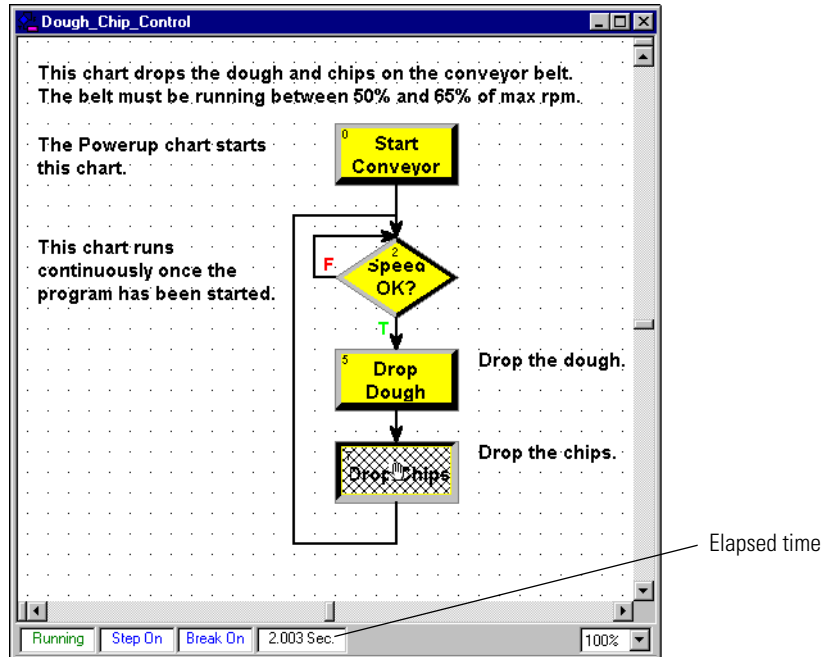 Dough_Chip_Control
This chart drops the dough and chips on the conveyor belt.
The belt must be running between 50% and 65% of max rpm.
The Powerup chart starts
this chart.
0
Start
Conveyor
This chart runs
continuously once the
program has been started.
2
Speed
OK?
F
T
5
Drop
Dough
Drop the dough.
7
Drop Chips
Drop the chips.
Elapsed time
Running
Step On
Break On
2.003 Sec.
100%